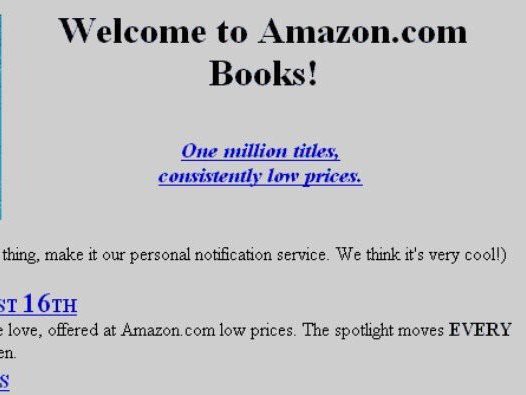 Welcome to Amazon.com
Books!
One million titles,
consistently low prices.
thing, make it our personal notification service. We think it's very cool!)
ST 16TH
e love, offered at Amazon.com low prices. The spotlight moves EVERY
en.
S